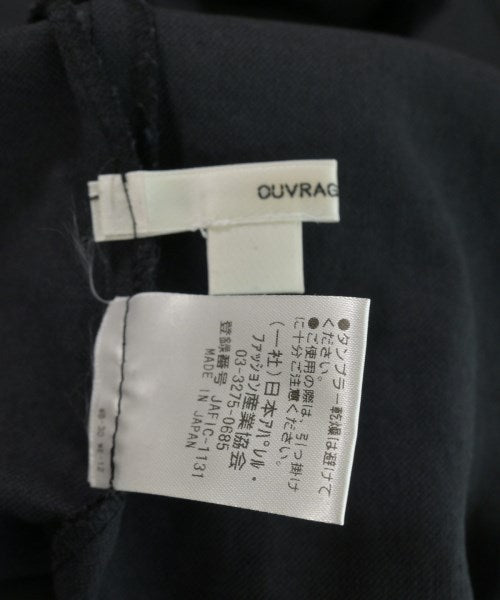 OUVRAG
●タンブラー乾燥は避けて
ください。
●ご使用の際は、引っ掛け
に十分ご注意ください。
(一社)日本アパレル・
ファッション産業協会
03-3275-0685
登録番号 JAFIC-1131
MADE IN JAPAN